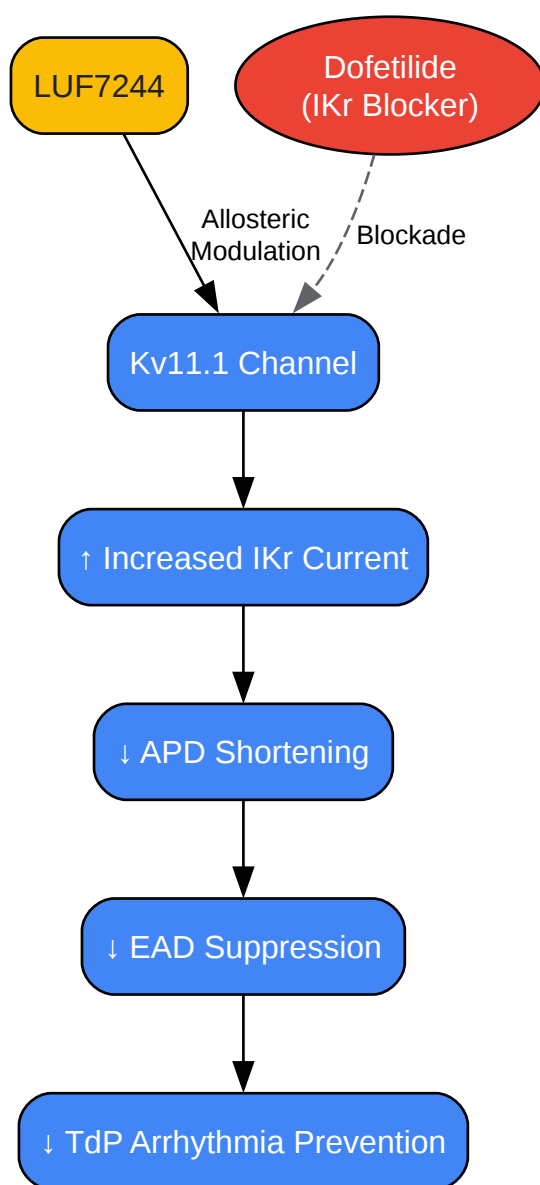 LUF7244
Dofetilide
(IKr Blocker)
Allosteric
Modulation
Blockade
Kv11.1 Channel
↑ Increased IKr Current
↓ APD Shortening
↓ EAD Suppression
↓ TdP Arrhythmia Prevention